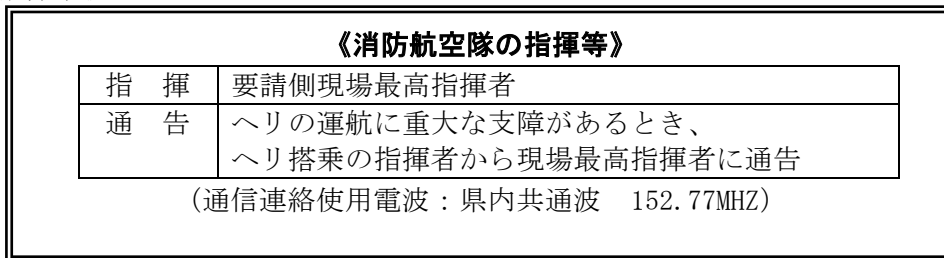 《消防航空隊の指揮等》
指　揮　要請側現場最高指揮者
通　告　ヘリの運航に重大な支障があるとき、
ヘリ搭乗の指揮者から現場最高指揮者に通告
（通信連絡使用電波：県内共通波　152.77MHZ）